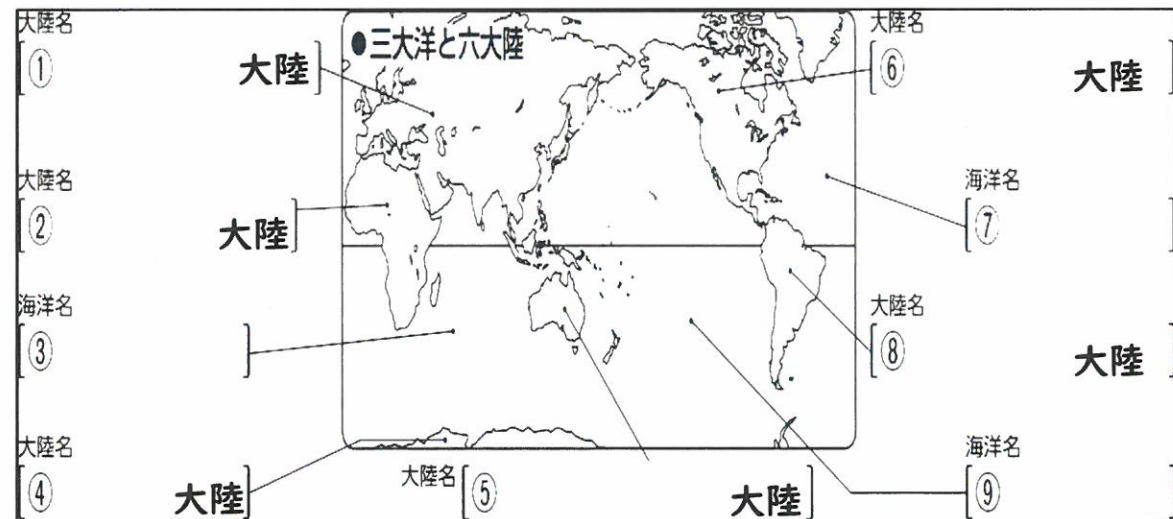 ●三大洋と六大陸
大陸名
[① 大陸]
大陸名
[② 大陸]
海洋名
[③ ]
大陸名
[④ 大陸]
大陸名[⑤ 大陸]
大陸名
[⑥ 大陸]
海洋名
[⑦ ]
大陸名
[⑧ 大陸]
海洋名
[⑨ ]